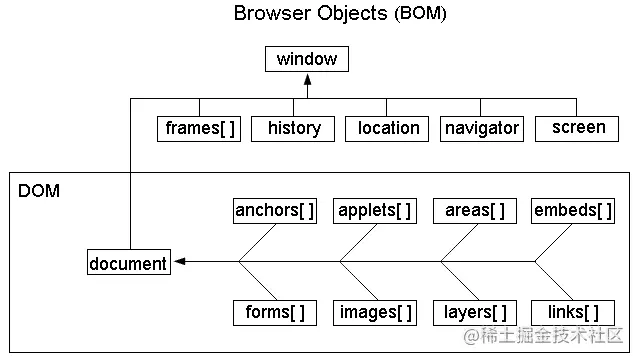 Browser Objects (BOM)
window
frames[ ] history location navigator screen
DOM
anchors[ ] applets[ ] areas[ ] embeds[ ]
document
forms[ ] images[ ] layers[ ] links[ ]
@稀土掘金技术社区